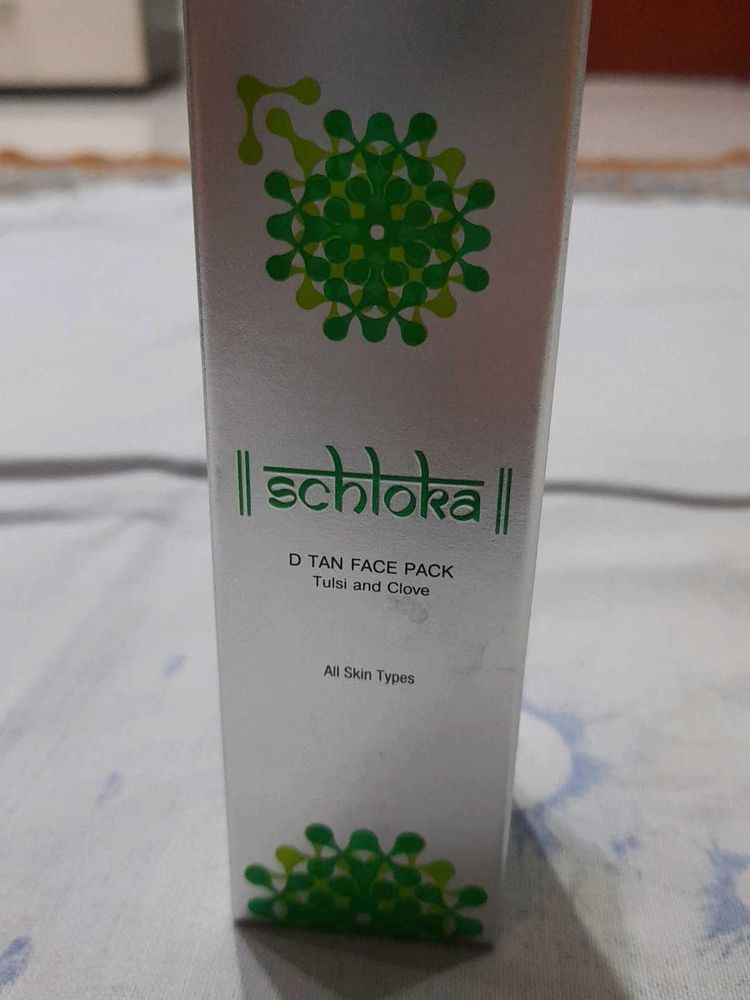 || schloka ||
D TAN FACE PACK
Tulsi and Clove
All Skin Types